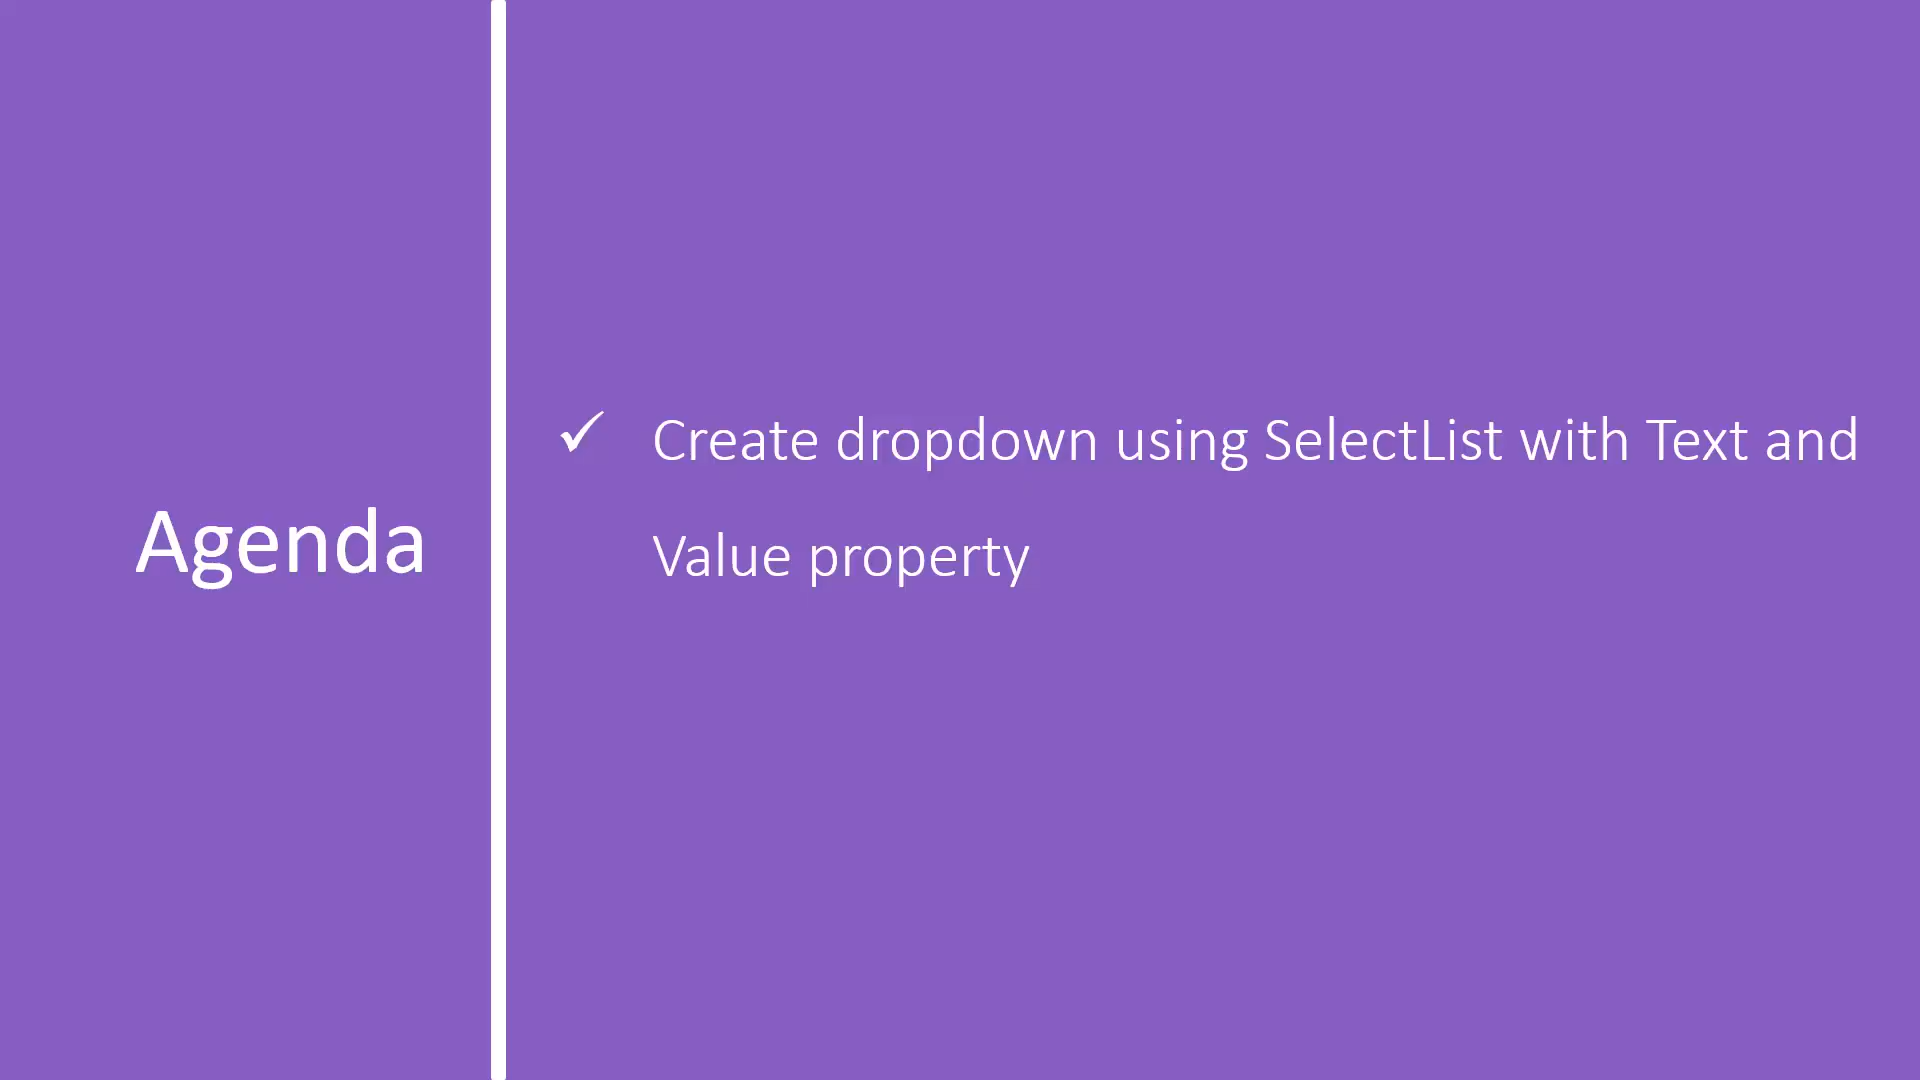 Agenda
✓ Create dropdown using SelectList with Text and
Value property